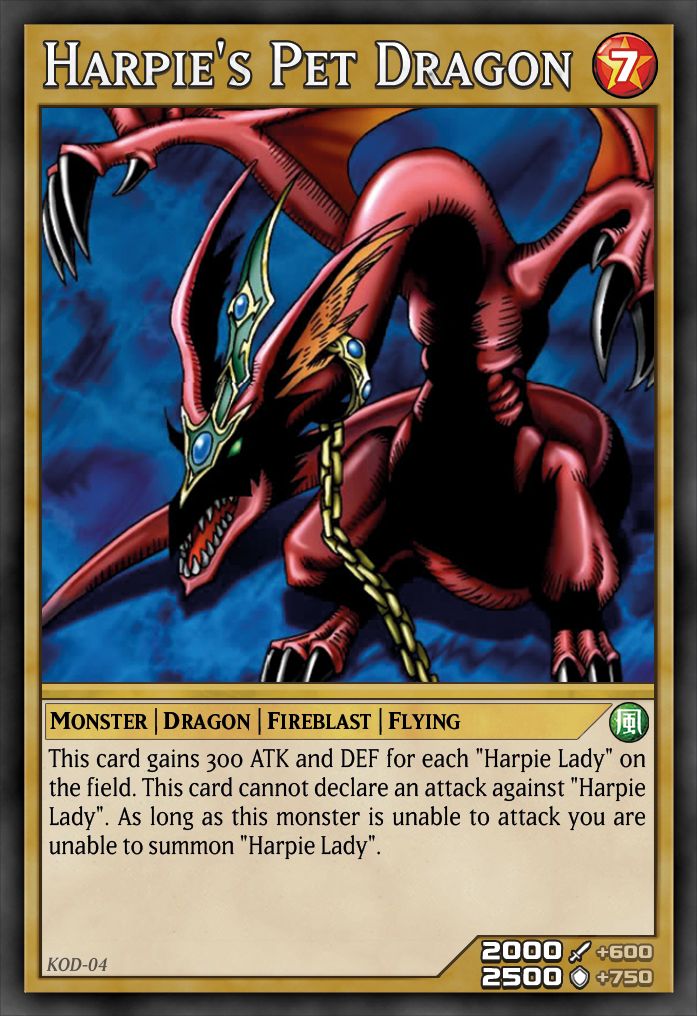 Harpie's Pet Dragon 7
Monster | Dragon | Fireblast | Flying 風
This card gains 300 ATK and DEF for each "Harpie Lady" on
the field. This card cannot declare an attack against "Harpie
Lady". As long as this monster is unable to attack you are
unable to summon "Harpie Lady".
2000 +600
KOD-04
2500 +750